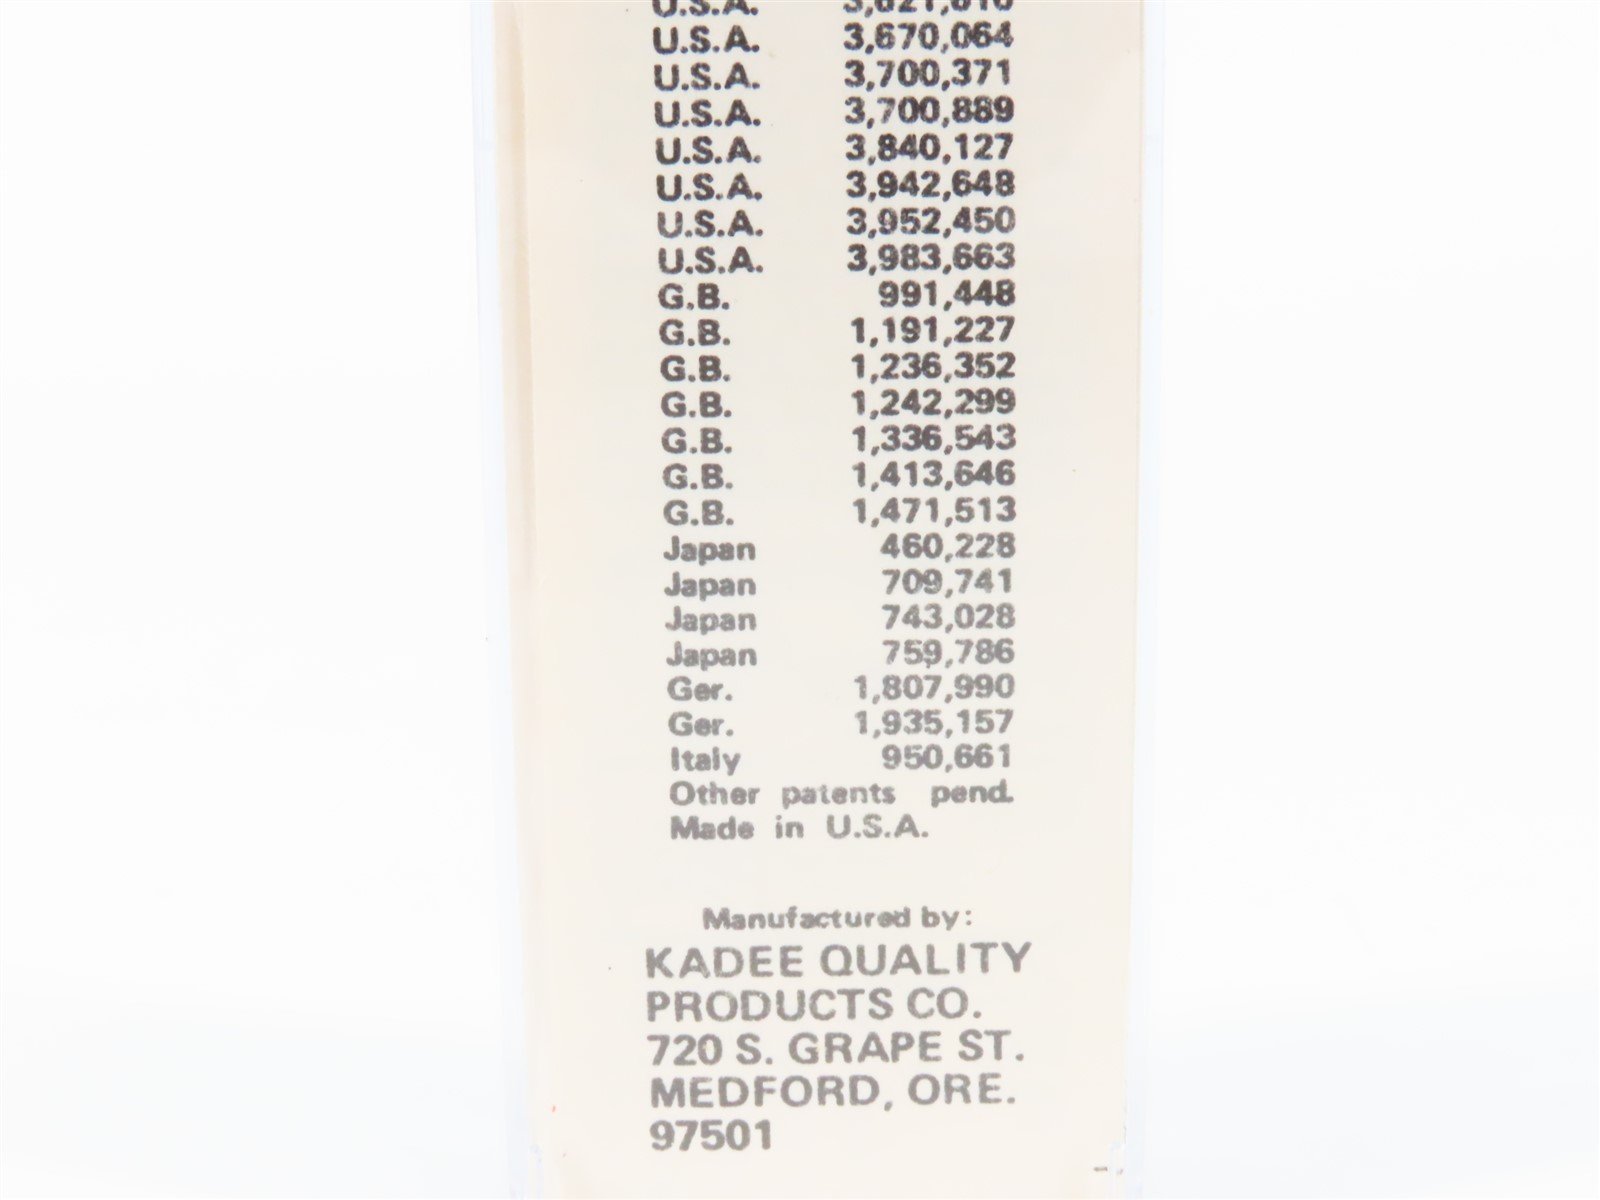 U.S.A. 3,621,616
U.S.A. 3,670,064
U.S.A. 3,700,371
U.S.A. 3,700,889
U.S.A. 3,840,127
U.S.A. 3,942,648
U.S.A. 3,952,450
U.S.A. 3,983,663
G.B. 991,448
G.B. 1,191,227
G.B. 1,236,352
G.B. 1,242,299
G.B. 1,336,543
G.B. 1,413,646
G.B. 1,471,513
Japan 460,228
Japan 709,741
Japan 743,028
Japan 759,786
Ger. 1,807,990
Ger. 1,935,157
Italy 950,661
Other patents pend.
Made in U.S.A.
Manufactured by:
KADEE QUALITY
PRODUCTS CO.
720 S. GRAPE ST.
MEDFORD, ORE.
97501